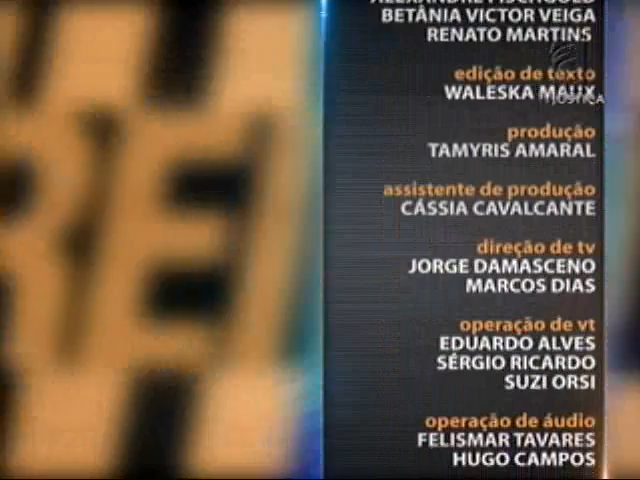 BETÂNIA VICTOR VEIGA
RENATO MARTINS
edição de texto
WALESKA MAUX
JUSTIÇA
produção
TAMYRIS AMARAL
assistente de produção
CÁSSIA CAVALCANTE
direção de tv
JORGE DAMASCENO
MARCOS DIAS
operação de vt
EDUARDO ALVES
SÉRGIO RICARDO
SUZI ORSI
operação de áudio
FELISMAR TAVARES
HUGO CAMPOS